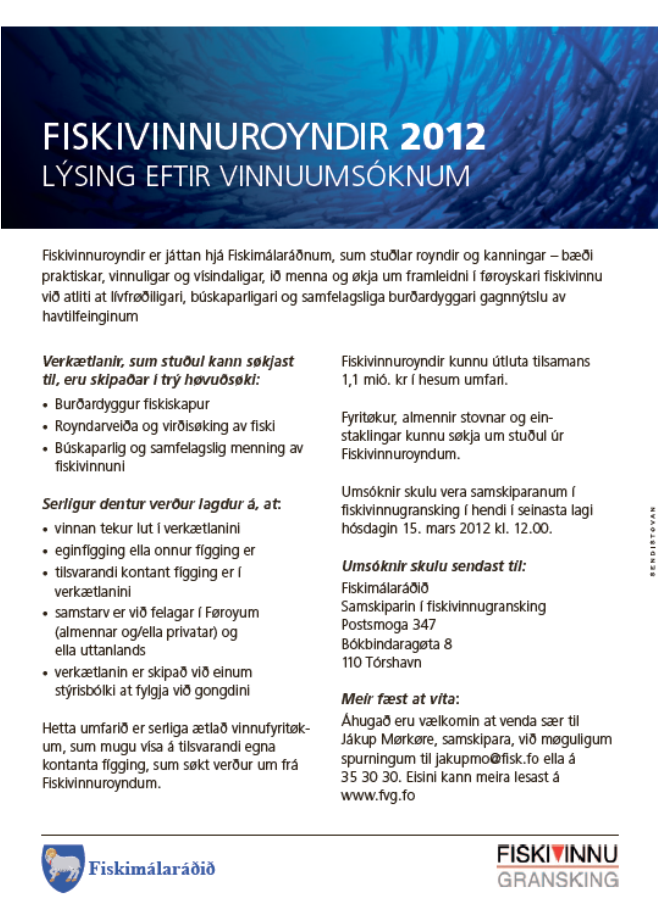 FISKIVINNUROYNDIR 2012
LÝSING EFTIR VINNUUMSÓKNUM
Fiskivinnuroyndir er játtan hjá Fiskimálaráðnum, sum stuðlar royndir og kanningar – bæði
praktiskar, vinnuligar og vísindaligar, ið menna og økja um framleidni í føroyskari fiskivinnu
við atliti at lívfrøðiligari, búskaparligari og samfelagsliga burðardyggari gagnnýtslu av
havtilfeinginum
Verkætlanir, sum stuðul kann søkjast
til, eru skipaðar í trý høvuðsøki:
• Burðardyggur fiskiskapur
• Royndarveiða og virðisøking av fiski
• Búskaparlig og samfelagslig menning av
fiskivinnuni
Serligur dentur verður lagdur á, at:
• vinnan tekur lut í verkætlanini
• eginfígging ella onnur fígging er
• tilsvarandi kontant fígging er í
verkætlanini
• samstarv er við felagar í Føroyum
(almennar og/ella privatar) og
ella uttanlands
• verkætlanin er skipað við einum
stýrisbólki at fylgja við gongdini
Hetta umfarið er serliga ætlað vinnufyritøk-
um, sum mugu vísa á tilsvarandi egna
kontanta fígging, sum søkt verður um frá
Fiskivinnuroyndum.
Fiskivinnuroyndir kunnu útluta tilsamans
1,1 mió. kr í hesum umfari.
Fyritøkur, almennir stovnar og ein-
staklingar kunnu søkja um stuðul úr
Fiskivinnuroyndum.
Umsóknir skulu vera samskiparanum í
fiskivinnugransking í hendi í seinasta lagi
hósdagin 15. mars 2012 kl. 12.00.
Umsóknir skulu sendast til:
Fiskimálaráðið
Samskiparin í fiskivinnugransking
Postsmoga 347
Bókbindaragøta 8
110 Tórshavn
Meir fæst at vita:
Áhugað eru vælkomin at venda sær til
Jákup Mørkøre, samskipara, við møguligum
spurningum til jakupmo@fisk.fo ella á
35 30 30. Eisini kann meira lesast á
www.fvg.fo
SENDISTOVAN
Fiskimálaráðið
FISKIVINNU
GRANSKING